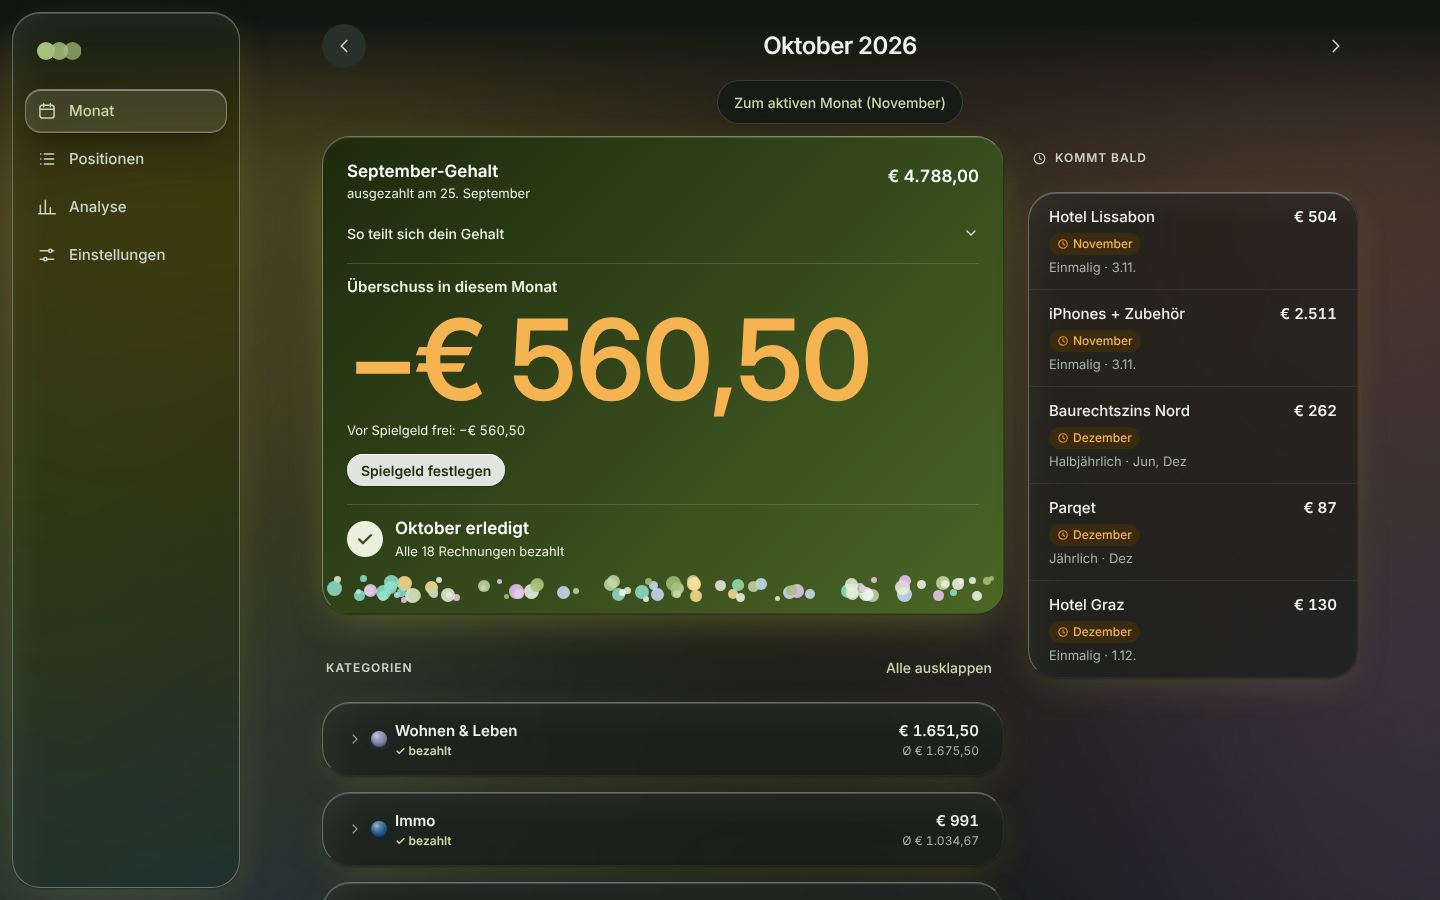 Monat
Positionen
Analyse
Einstellungen
Oktober 2026
Zum aktiven Monat (November)
September-Gehalt
€ 4.788,00
ausgezahlt am 25. September
So teilt sich dein Gehalt
Überschuss in diesem Monat
−€ 560,50
Vor Spielgeld frei: −€ 560,50
Spielgeld festlegen
Oktober erledigt
Alle 18 Rechnungen bezahlt
KATEGORIEN
Alle ausklappen
Wohnen & Leben
€ 1.651,50
bezahlt
Ø € 1.675,50
Immo
€ 991
bezahlt
Ø € 1.034,67
KOMMT BALD
Hotel Lissabon
€ 504
November
Einmalig · 3.11.
iPhones + Zubehör
€ 2.511
November
Einmalig · 3.11.
Baurechtszins Nord
€ 262
Dezember
Halbjährlich · Jun, Dez
Parqet
€ 87
Dezember
Jährlich · Dez
Hotel Graz
€ 130
Dezember
Einmalig · 1.12.